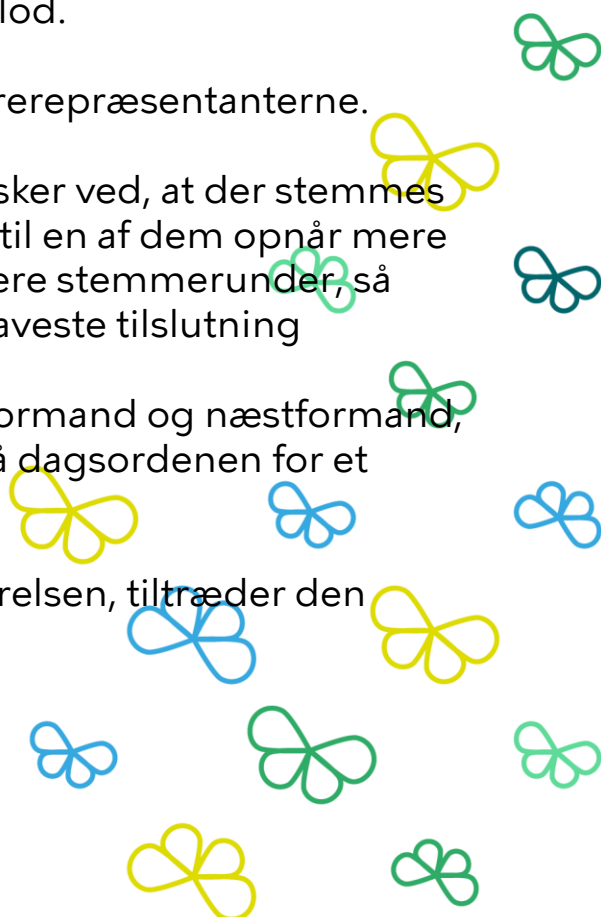 lod.
rerepræsentanterne.
sker ved, at der stemmes
til en af dem opnår mere
ere stemmerunder, så
aveste tilslutning
ormand og næstformand,
å dagsordenen for et
relsen, tiltræder den